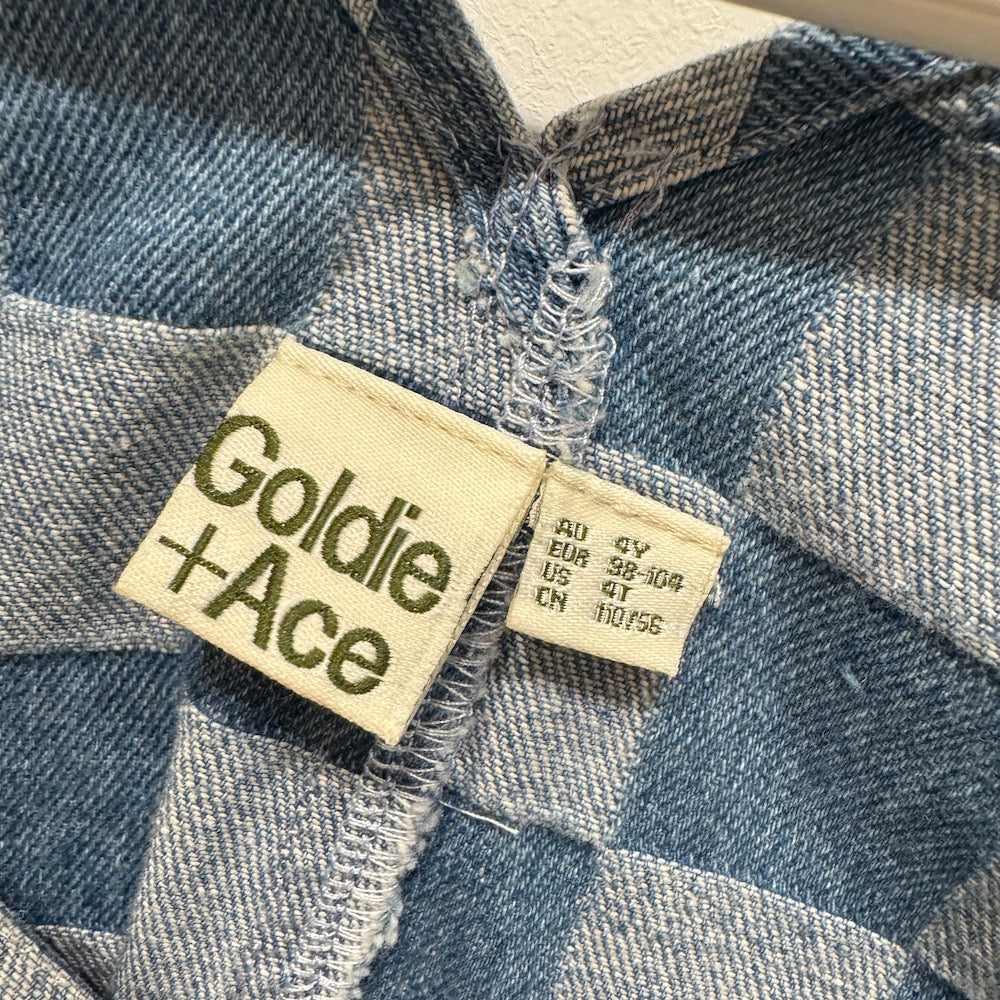 Goldie
+Ace
AU 4Y
EUR 98-104
US 4T
CN 110/56